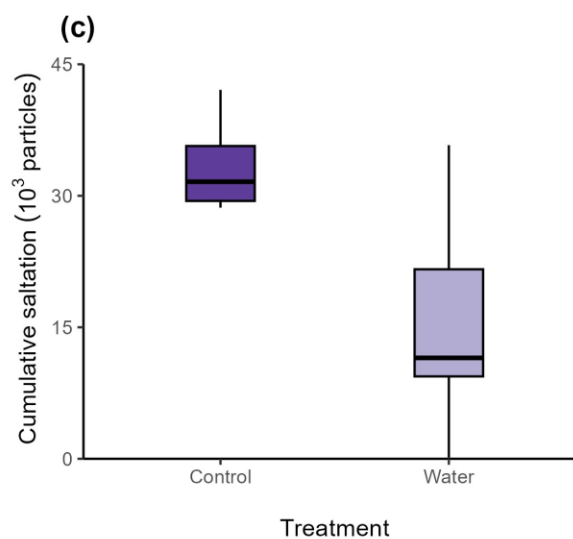 (c)
Cumulative saltation (10³ particles)
45
30
15
0
Control Water
Treatment